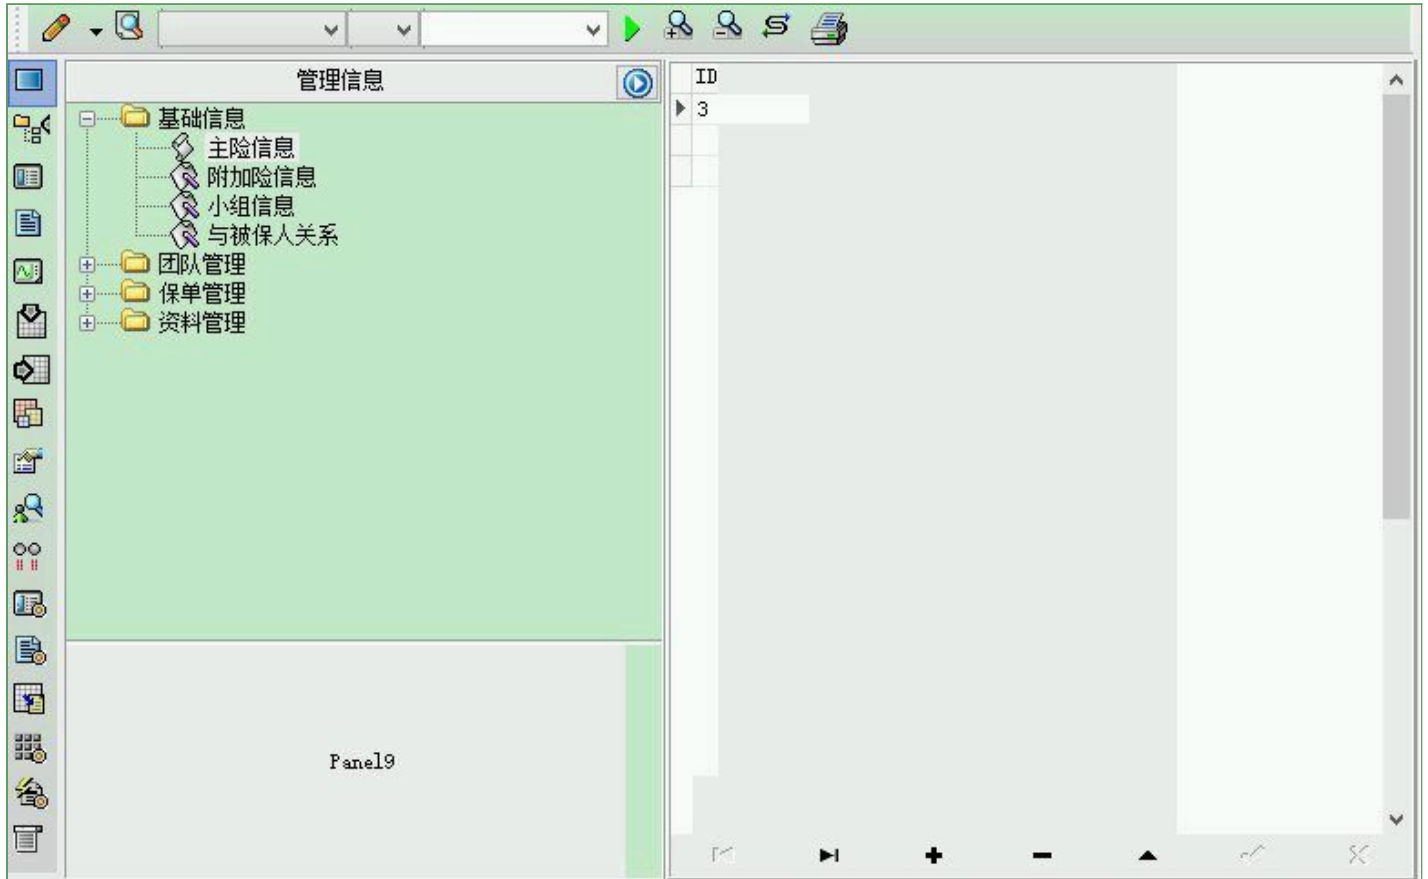 管理信息
基础信息
主险信息
附加险信息
小组信息
与被保人关系
团队管理
保单管理
资料管理
Panel9
ID
3